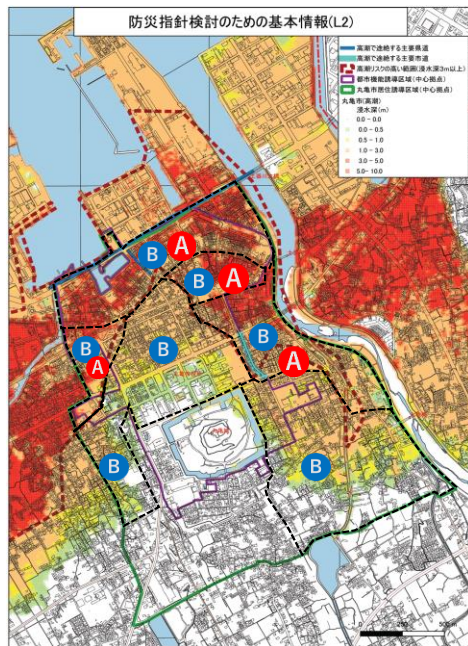 防災指針検討のための基本情報(L2)
高潮で途絶する主要県道
高潮で途絶する主要市道
高潮リスクの高い範囲(浸水深3m以上)
都市機能誘導区域(中心拠点)
丸亀市居住誘導区域(中心拠点)
丸亀市(高潮)
浸水深(m)
0.0 - 0.0
0.0 - 0.5
0.5 - 1.0
1.0 - 3.0
3.0 - 5.0
5.0 - 10.0
B
A
B
A
B
A
B
B
A
B
B
0
250
500 m